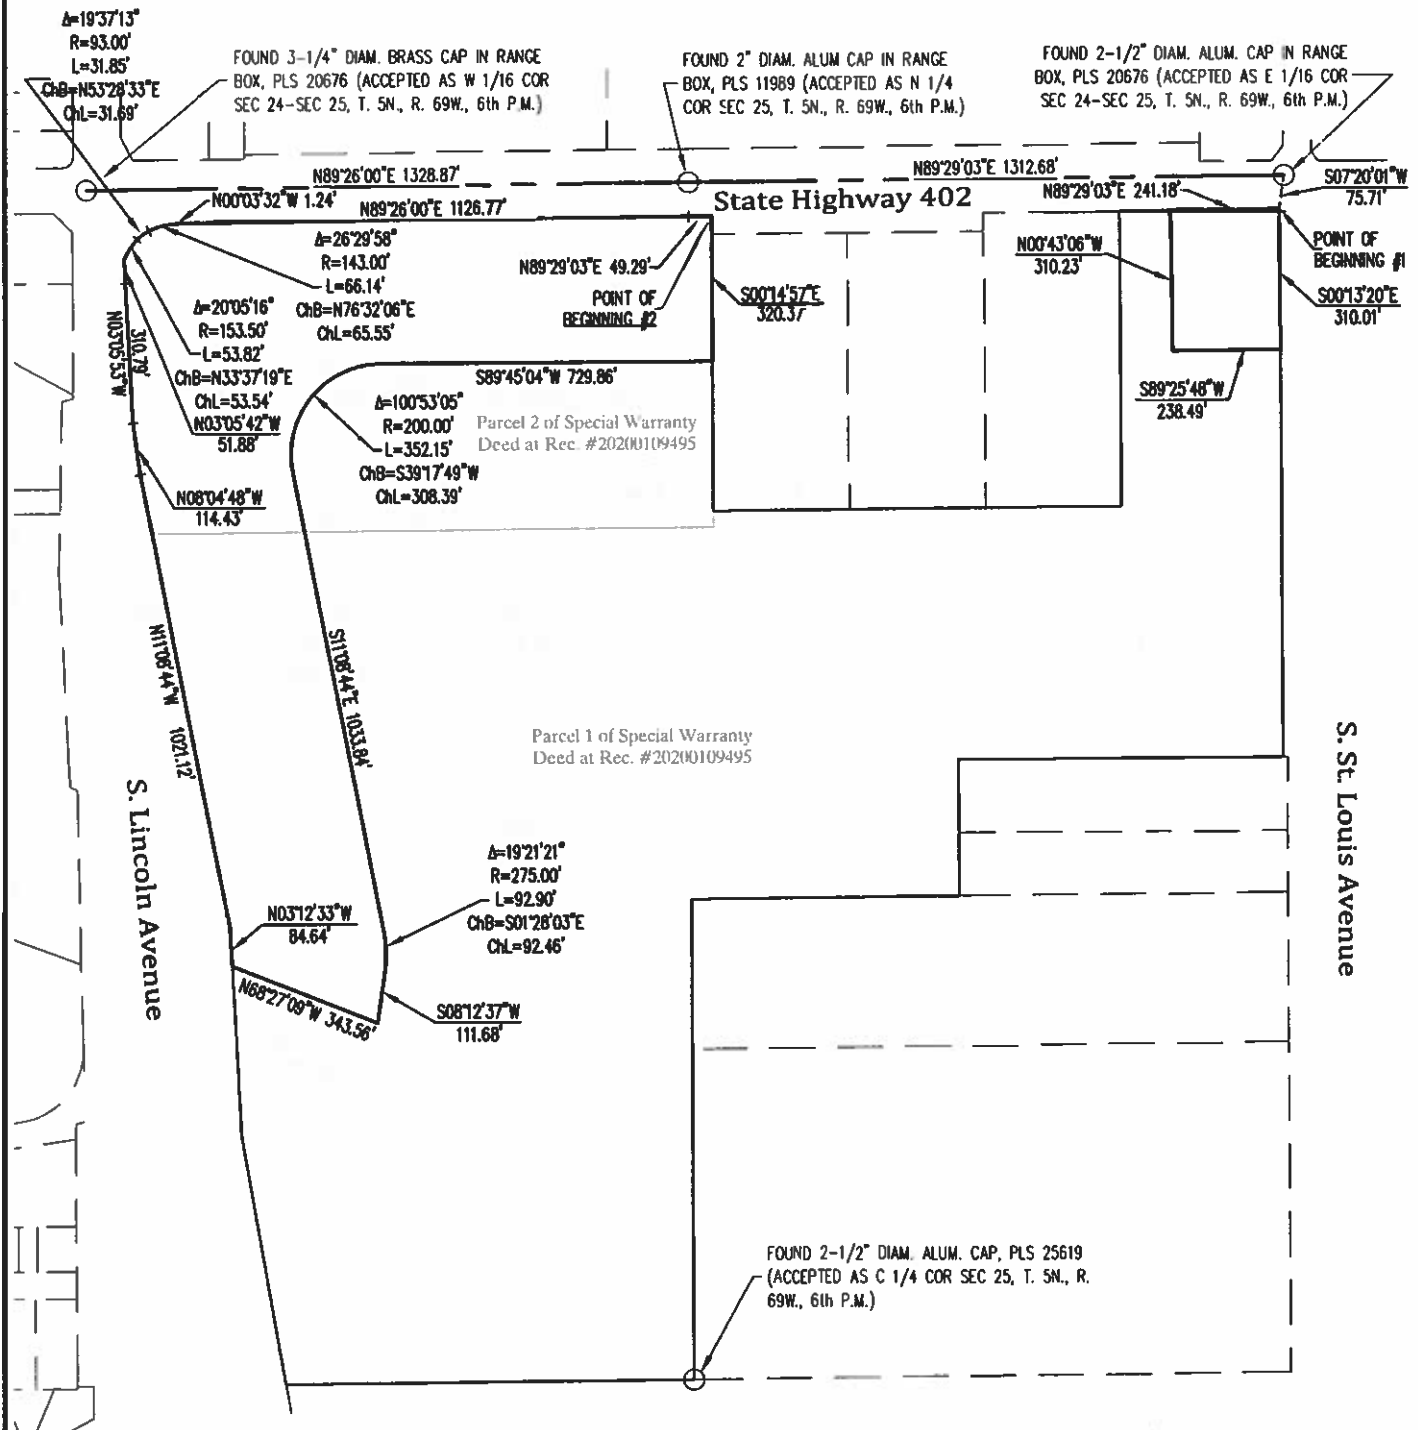 Δ=19°37'13"
R=93.00'
L=31.85'
ChB=N53°28'33"E
ChL=31.69'
FOUND 3-1/4" DIAM. BRASS CAP IN RANGE
BOX, PLS 20676 (ACCEPTED AS W 1/16 COR
SEC 24-SEC 25, T. 5N., R. 69W., 6th P.M.)
FOUND 2" DIAM. ALUM CAP IN RANGE
BOX, PLS 11989 (ACCEPTED AS N 1/4
COR SEC 25, T. 5N., R. 69W., 6th P.M.)
FOUND 2-1/2" DIAM. ALUM. CAP IN RANGE
BOX, PLS 20676 (ACCEPTED AS E 1/16 COR
SEC 24-SEC 25, T. 5N., R. 69W., 6th P.M.)
N89°26'00"E 1328.87'
N89°29'03"E 1312.68'
S07°20'01"W
75.71'
N00°03'32"W 1.24'
N89°26'00"E 1126.77'
State Highway 402
N89°29'03"E 241.18'
POINT OF
BEGINNING #1
Δ=26°29'58"
R=143.00'
L=66.14'
ChB=N76°32'06"E
ChL=65.55'
N89°29'03"E 49.29'
POINT OF
BEGINNING #2
S00°14'57"E
320.37'
N00°43'06"W
310.23'
S00°13'20"E
310.01'
Δ=20°05'16"
R=153.50'
L=53.82'
ChB=N33°37'19"E
ChL=53.54'
N03°05'42"W
51.88'
N03°05'53"W
310.79'
S89°45'04"W 729.86'
S89°25'48"W
238.49'
Δ=100°53'05"
R=200.00'
L=352.15'
ChB=S39°17'49"W
ChL=308.39'
Parcel 2 of Special Warranty
Deed at Rec. #20200109495
N08°04'48"W
114.43'
N11°08'44"W 1021.12'
S11°08'44"E 1033.84'
Parcel 1 of Special Warranty
Deed at Rec. #20200109495
S. Lincoln Avenue
S. St. Louis Avenue
Δ=19°21'21"
R=275.00'
L=92.90'
ChB=S01°28'03"E
ChL=92.46'
N03°12'33"W
84.64'
N68°27'09"W 343.56'
S08°12'37"W
111.68'
FOUND 2-1/2" DIAM. ALUM. CAP, PLS 25619
(ACCEPTED AS C 1/4 COR SEC 25, T. 5N., R.
69W., 6th P.M.)